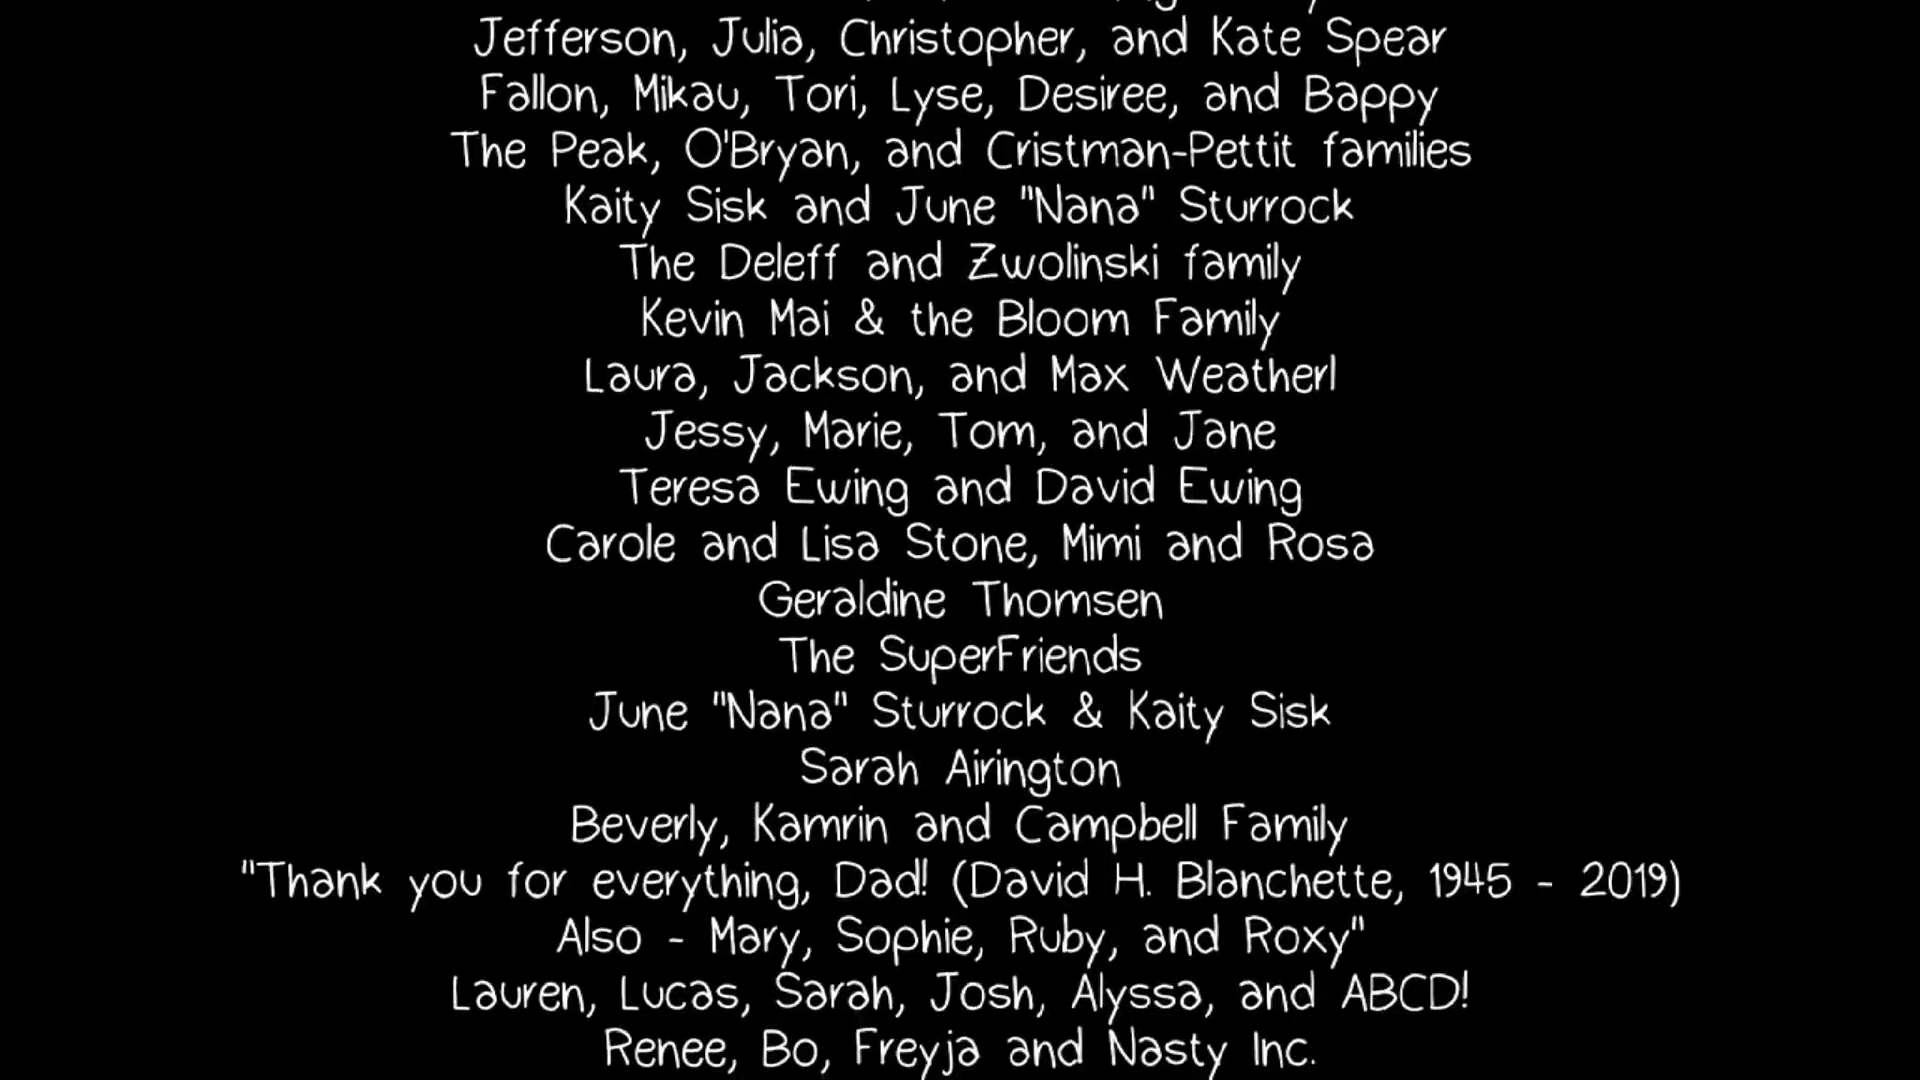 Jefferson, Julia, Christopher, and Kate Spear
Fallon, Mikau, Tori, Lyse, Desiree, and Bappy
The Peak, O'Bryan, and Cristman-Pettit families
Kaity Sisk and June "Nana" Sturrock
The Deleff and Zwolinski family
Kevin Mai & the Bloom Family
Laura, Jackson, and Max Weatherl
Jessy, Marie, Tom, and Jane
Teresa Ewing and David Ewing
Carole and Lisa Stone, Mimi and Rosa
Geraldine Thomsen
The SuperFriends
June "Nana" Sturrock & Kaity Sisk
Sarah Airington
Beverly, Kamrin and Campbell Family
"Thank you for everything, Dad! (David H. Blanchette, 1945 - 2019)
Also - Mary, Sophie, Ruby, and Roxy"
Lauren, Lucas, Sarah, Josh, Alyssa, and ABCD!
Renee, Bo, Freyja and Nasty Inc.